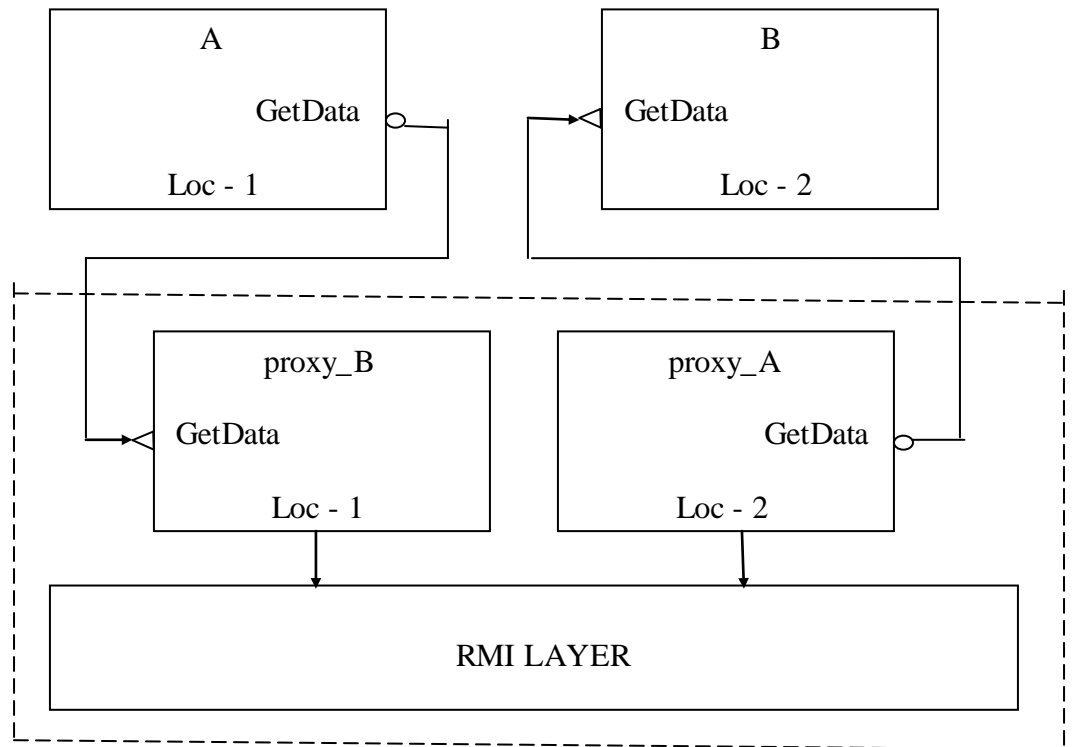 A
GetData
Loc - 1
B
GetData
Loc - 2
proxy_B
GetData
Loc - 1
proxy_A
GetData
Loc - 2
RMI LAYER